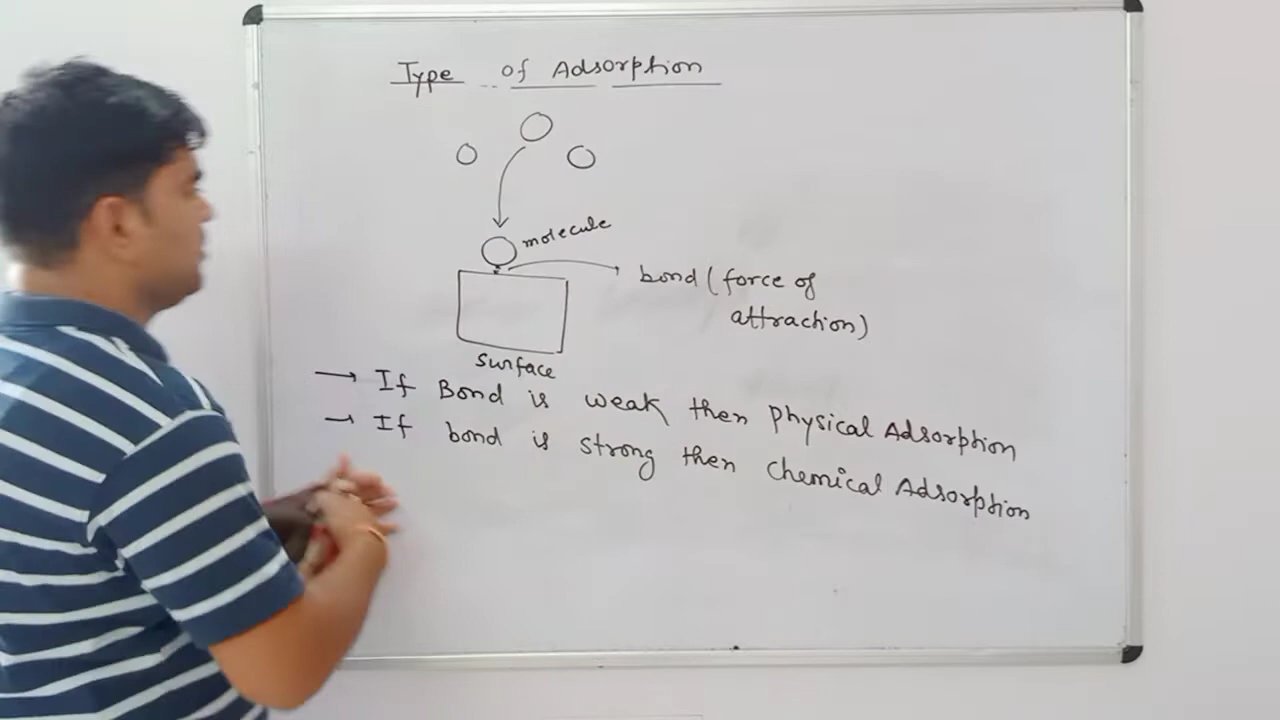 Type of Adsorption
molecule
bond (force of
attraction)
surface
→ If Bond is weak then physical Adsorption
→ If bond is strong then chemical Adsorption